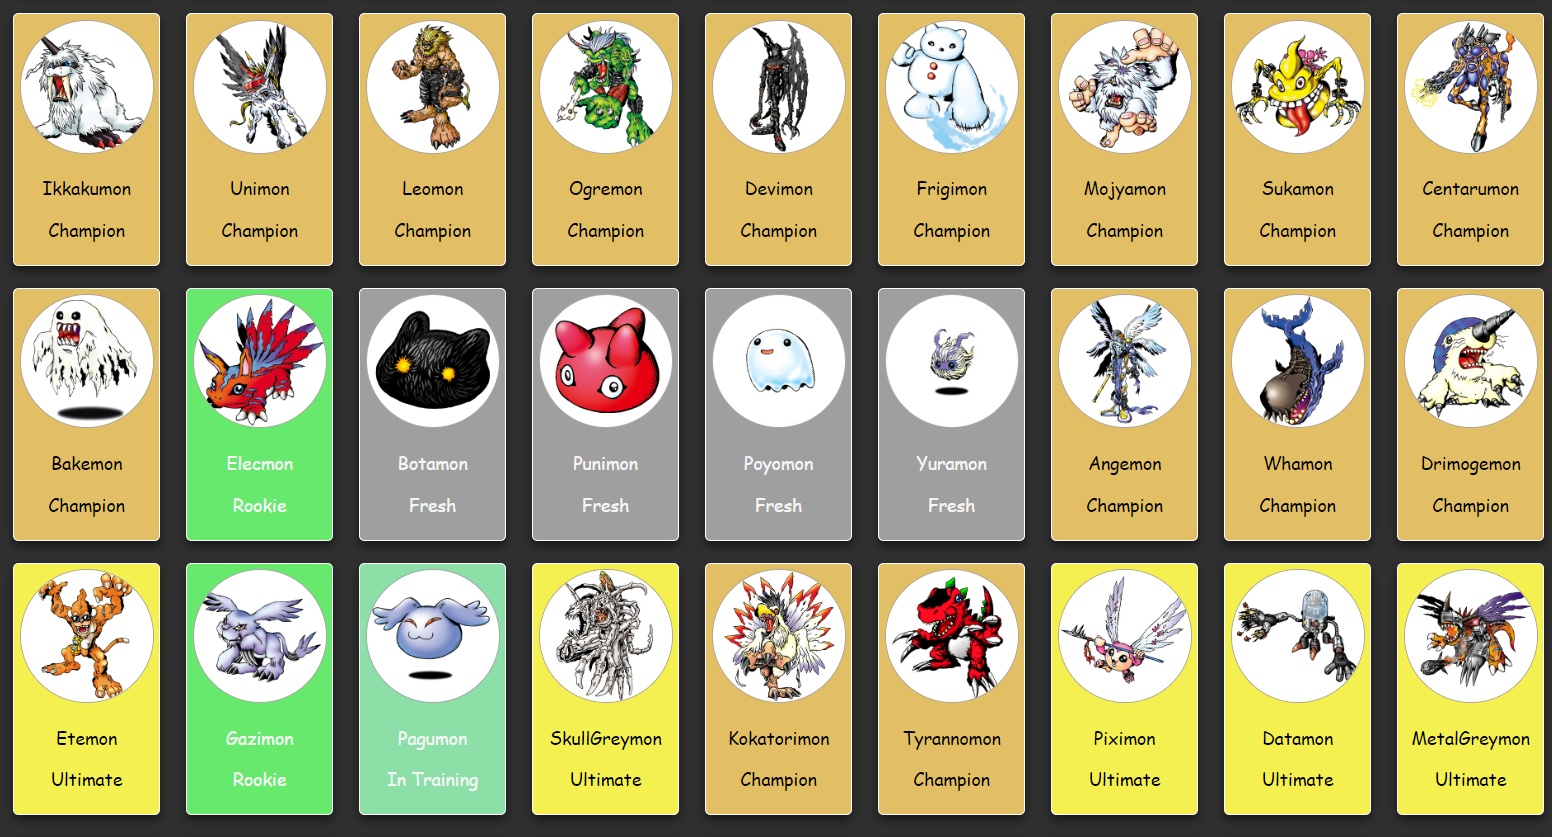 Ikkakumon
Champion
Unimon
Champion
Leomon
Champion
Ogremon
Champion
Devimon
Champion
Frigimon
Champion
Mojyamon
Champion
Sukamon
Champion
Centarumon
Champion
Bakemon
Champion
Elecmon
Rookie
Botamon
Fresh
Punimon
Fresh
Poyomon
Fresh
Yuramon
Fresh
Angemon
Champion
Whamon
Champion
Drimogemon
Champion
Etemon
Ultimate
Gazimon
Rookie
Pagumon
In Training
SkullGreymon
Ultimate
Kokatorimon
Champion
Tyrannomon
Champion
Piximon
Ultimate
Datamon
Ultimate
MetalGreymon
Ultimate